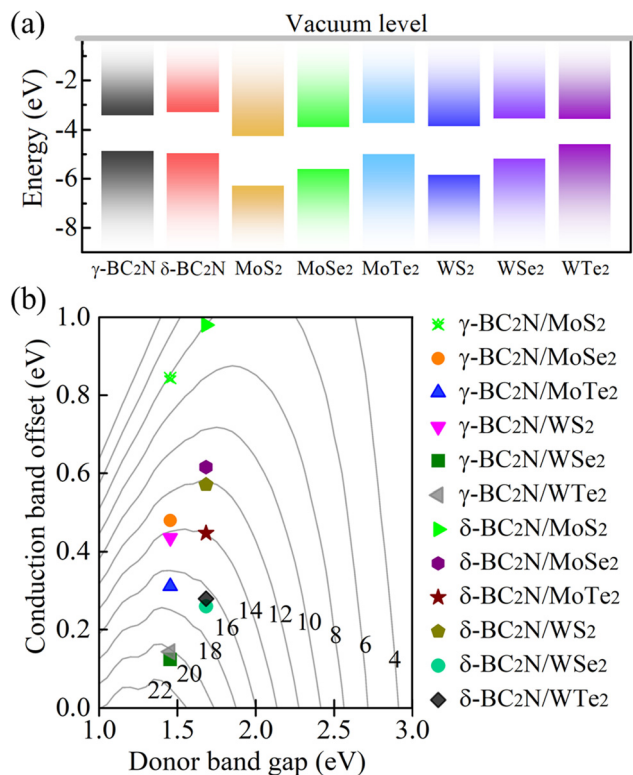 (a)
Vacuum level
Energy (eV)
-2
-4
-6
-8
γ-BC2N δ-BC2N MoS2 MoSe2 MoTe2 WS2 WSe2 WTe2
(b)
Conduction band offset (eV)
1.0
0.8
0.6
0.4
0.2
0.0
22 20 18 16 14 12 10 8 6 4
1.0 1.5 2.0 2.5 3.0
Donor band gap (eV)
γ-BC2N/MoS2
γ-BC2N/MoSe2
γ-BC2N/MoTe2
γ-BC2N/WS2
γ-BC2N/WSe2
γ-BC2N/WTe2
δ-BC2N/MoS2
δ-BC2N/MoSe2
δ-BC2N/MoTe2
δ-BC2N/WS2
δ-BC2N/WSe2
δ-BC2N/WTe2